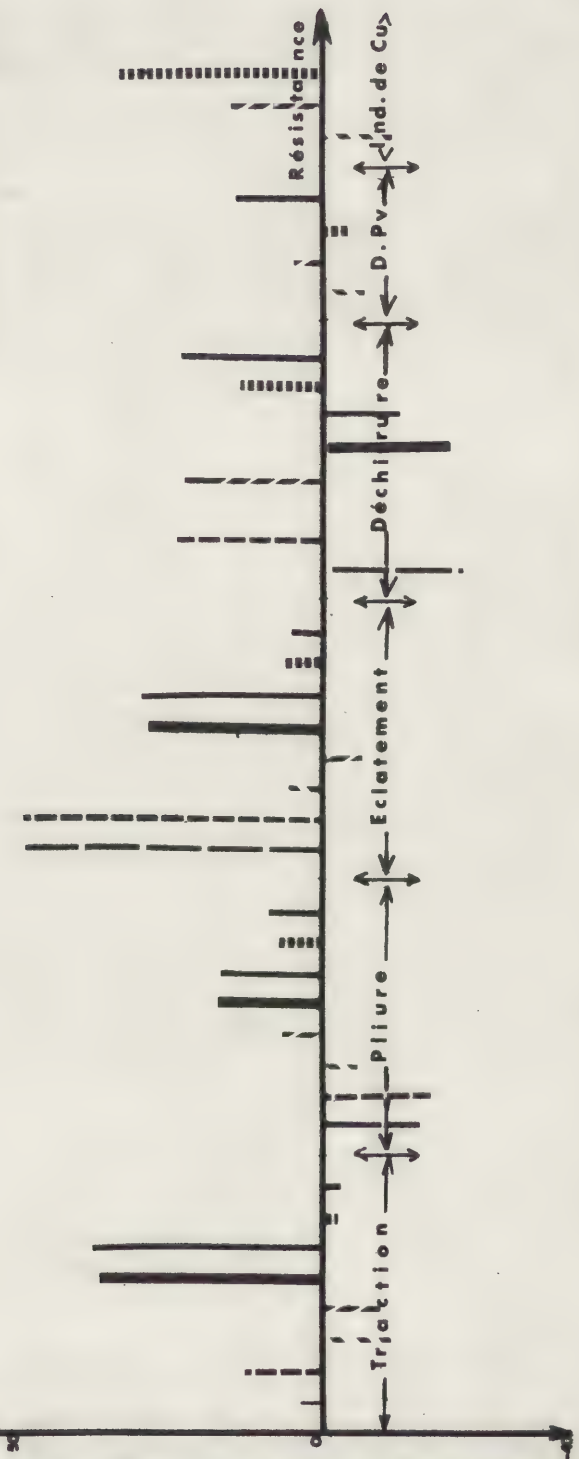 Résistance
Traction
Pliure
Eclatement
Déchirure
D.Pv
Ind.de Cu
0